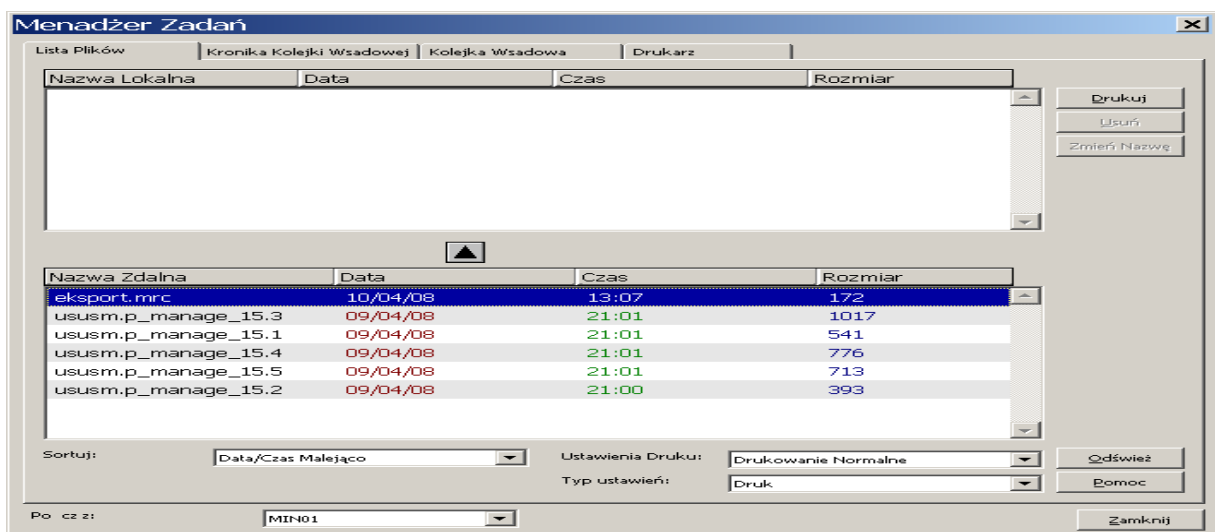 Menadżer Zadań
Lista Plików Kronika Kolejki Wsadowej Kolejka Wsadowa Drukarz
Nazwa Lokalna Data Czas Rozmiar
Drukuj
Usuń
Zmień Nazwę
Nazwa Zdalna Data Czas Rozmiar
eksport.mrc 10/04/08 13:07 172
ususm.p_manage_15.3 09/04/08 21:01 1017
ususm.p_manage_15.1 09/04/08 21:01 541
ususm.p_manage_15.4 09/04/08 21:01 776
ususm.p_manage_15.5 09/04/08 21:01 713
ususm.p_manage_15.2 09/04/08 21:00 393
Sortuj: Data/Czas Malejąco Ustawienia Druku: Drukowanie Normalne Odśwież
Typ ustawień: Druk Pomoc
Po cz z: MIN01 Zamknij